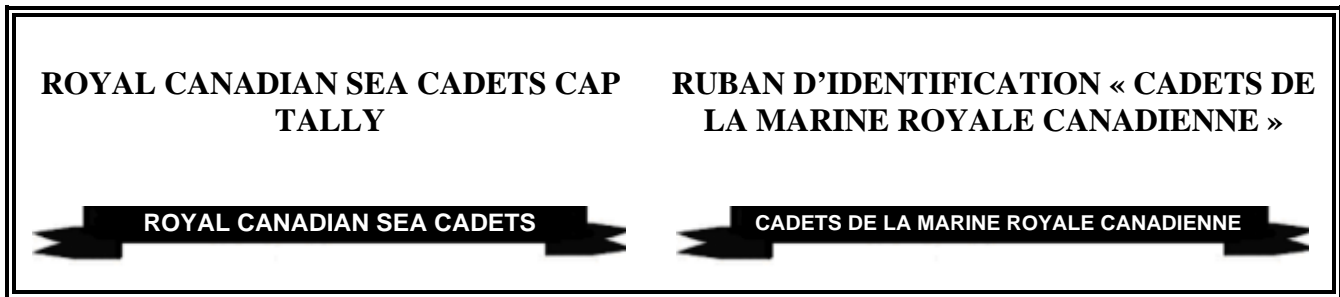 ROYAL CANADIAN SEA CADETS CAP
TALLY
RUBAN D’IDENTIFICATION « CADETS DE
LA MARINE ROYALE CANADIENNE »
ROYAL CANADIAN SEA CADETS
CADETS DE LA MARINE ROYALE CANADIENNE